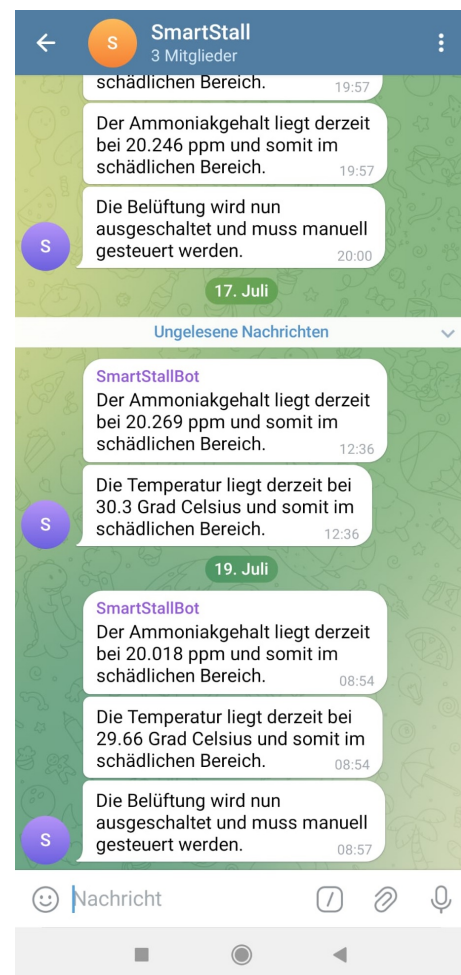 SmartStall
3 Mitglieder
schädlichen Bereich. 19:57
Der Ammoniakgehalt liegt derzeit
bei 20.246 ppm und somit im
schädlichen Bereich. 19:57
Die Belüftung wird nun
ausgeschaltet und muss manuell
gesteuert werden. 20:00
S
17. Juli
Ungelesene Nachrichten
SmartStallBot
Der Ammoniakgehalt liegt derzeit
bei 20.269 ppm und somit im
schädlichen Bereich. 12:36
Die Temperatur liegt derzeit bei
30.3 Grad Celsius und somit im
schädlichen Bereich. 12:36
S
19. Juli
SmartStallBot
Der Ammoniakgehalt liegt derzeit
bei 20.018 ppm und somit im
schädlichen Bereich. 08:54
Die Temperatur liegt derzeit bei
29.66 Grad Celsius und somit im
schädlichen Bereich. 08:54
Die Belüftung wird nun
ausgeschaltet und muss manuell
gesteuert werden. 08:57
S
Nachricht